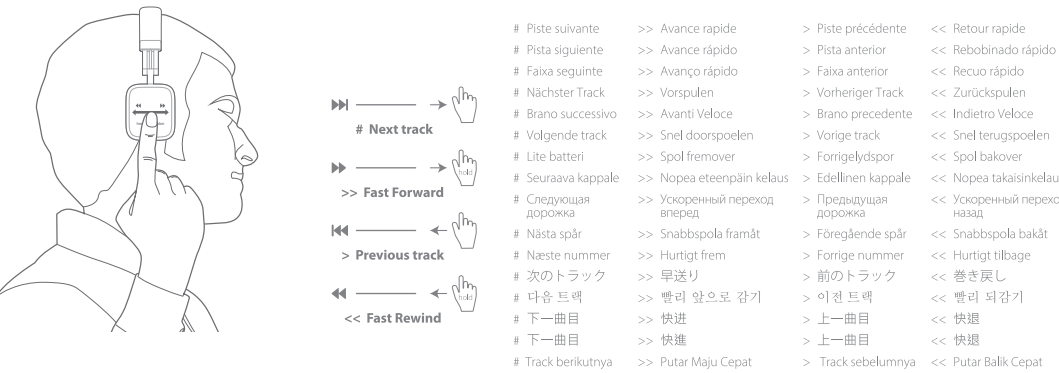 # Next track
hold
>> Fast Forward
> Previous track
hold
<< Fast Rewind
# Piste suivante >> Avance rapide > Piste précédente << Retour rapide
# Pista siguiente >> Avance rápido > Pista anterior << Rebobinado rápido
# Faixa seguinte >> Avanço rápido > Faixa anterior << Recuo rápido
# Nächster Track >> Vorspulen > Vorheriger Track << Zurückspulen
# Brano successivo >> Avanti Veloce > Brano precedente << Indietro Veloce
# Volgende track >> Snel doorspoelen > Vorige track << Snel terugspoelen
# Lite batteri >> Spol fremover > Forrigelydspor << Spol bakover
# Seuraava kappale >> Nopea eteenpäin kelaus > Edellinen kappale << Nopea takaisinkelau
# Следующая >> Ускоренный переход > Предыдущая << Ускоренный перехо
дорожка вперед дорожка назад
# Nästa spår >> Snabbspola framåt > Föregående spår << Snabbspola bakåt
# Næste nummer >> Hurtigt frem > Forrige nummer << Hurtigt tilbage
# 次のトラック >> 早送り > 前のトラック << 巻き戻し
# 다음 트랙 >> 빨리 앞으로 감기 > 이전 트랙 << 빨리 되감기
# 下一曲目 >> 快进 > 上一曲目 << 快退
# 下一曲目 >> 快進 > 上一曲目 << 快退
# Track berikutnya >> Putar Maju Cepat > Track sebelumnya << Putar Balik Cepat